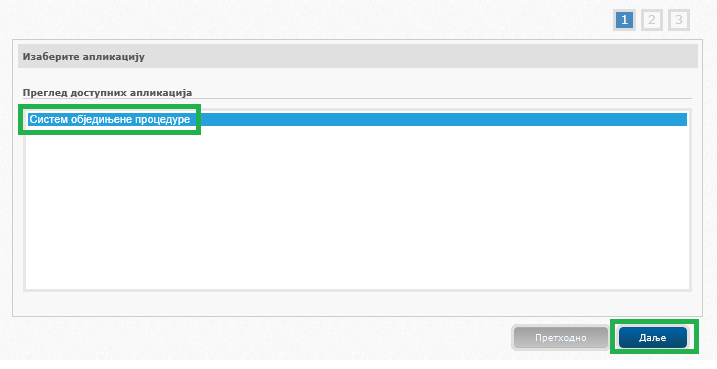 1 2 3
Изаберите апликацију
Преглед доступних апликација
Систем обједињене процедуре
Претходно Даље